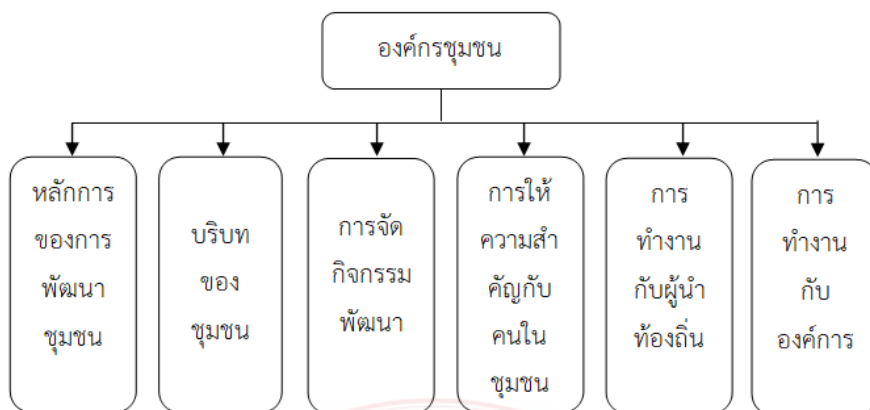 องค์กรชุมชน
หลักการ
ของการ
พัฒนา
ชุมชน
บริบท
ของ
ชุมชน
การจัด
กิจกรรม
พัฒนา
การให้
ความสำ
คัญกับ
คนใน
ชุมชน
การ
ทำงาน
กับผู้นำ
ท้องถิ่น
การ
ทำงาน
กับ
องค์การ